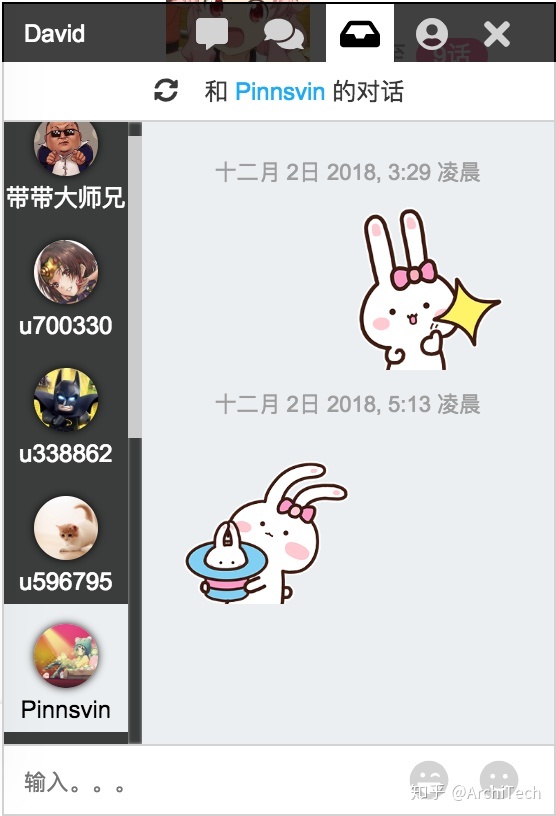 David
9话
和 Pinnsvin 的对话
带带大师兄
u700330
u338862
u596795
Pinnsvin
十二月 2日 2018, 3:29 凌晨
十二月 2日 2018, 5:13 凌晨
输入。。。
知乎 @ArchiTech